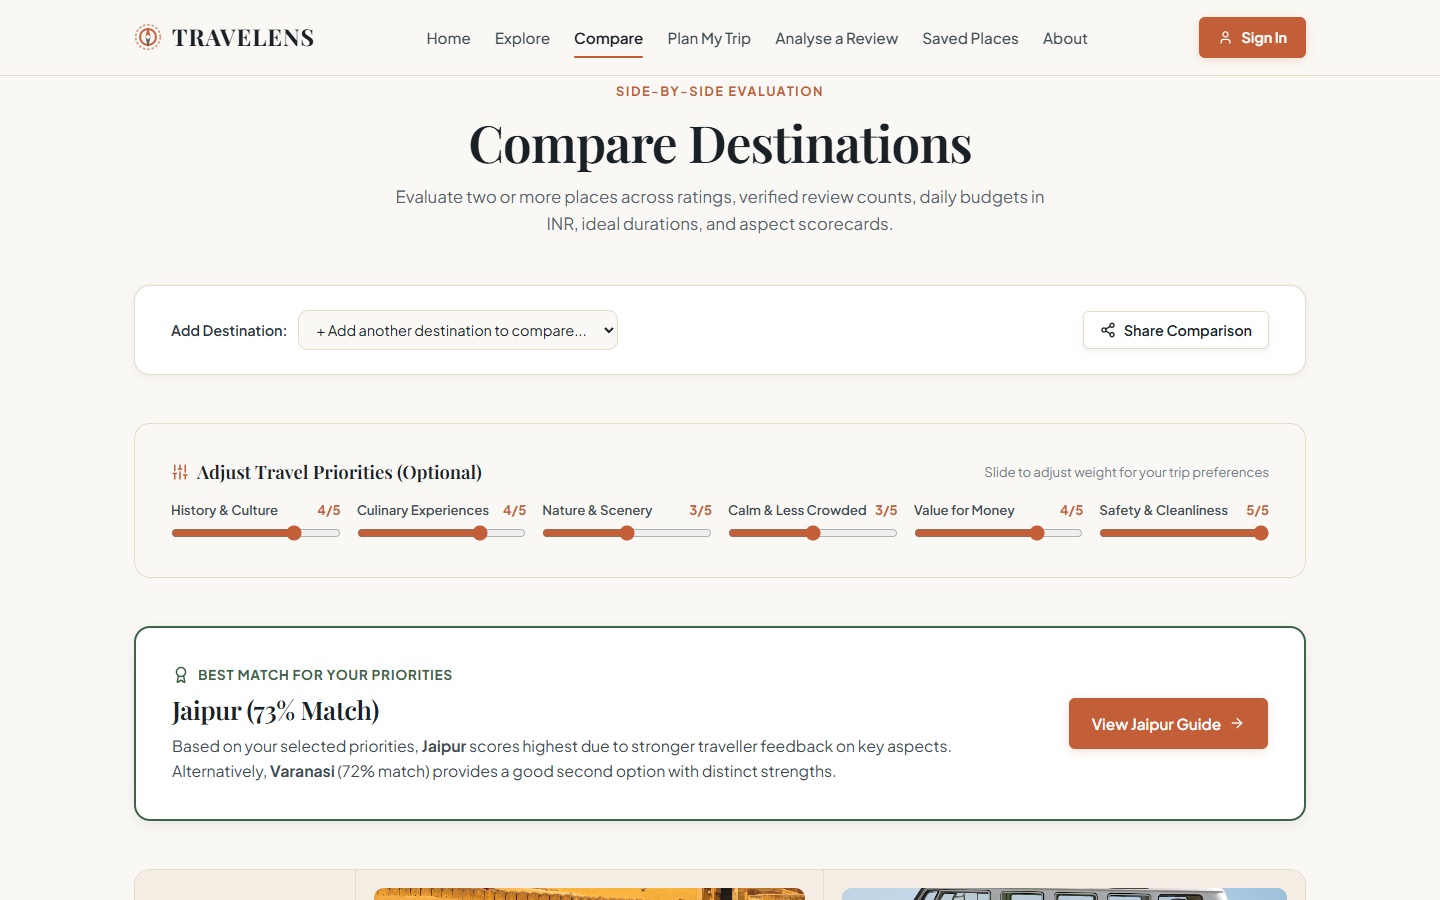 TRAVELENS
Home Explore Compare Plan My Trip Analyse a Review Saved Places About
Sign In
SIDE-BY-SIDE EVALUATION
Compare Destinations
Evaluate two or more places across ratings, verified review counts, daily budgets in
INR, ideal durations, and aspect scorecards.
Add Destination: + Add another destination to compare... Share Comparison
Adjust Travel Priorities (Optional) Slide to adjust weight for your trip preferences
History & Culture 4/5 Culinary Experiences 4/5 Nature & Scenery 3/5 Calm & Less Crowded 3/5 Value for Money 4/5 Safety & Cleanliness 5/5
BEST MATCH FOR YOUR PRIORITIES
Jaipur (73% Match)
Based on your selected priorities, Jaipur scores highest due to stronger traveller feedback on key aspects.
Alternatively, Varanasi (72% match) provides a good second option with distinct strengths.
View Jaipur Guide